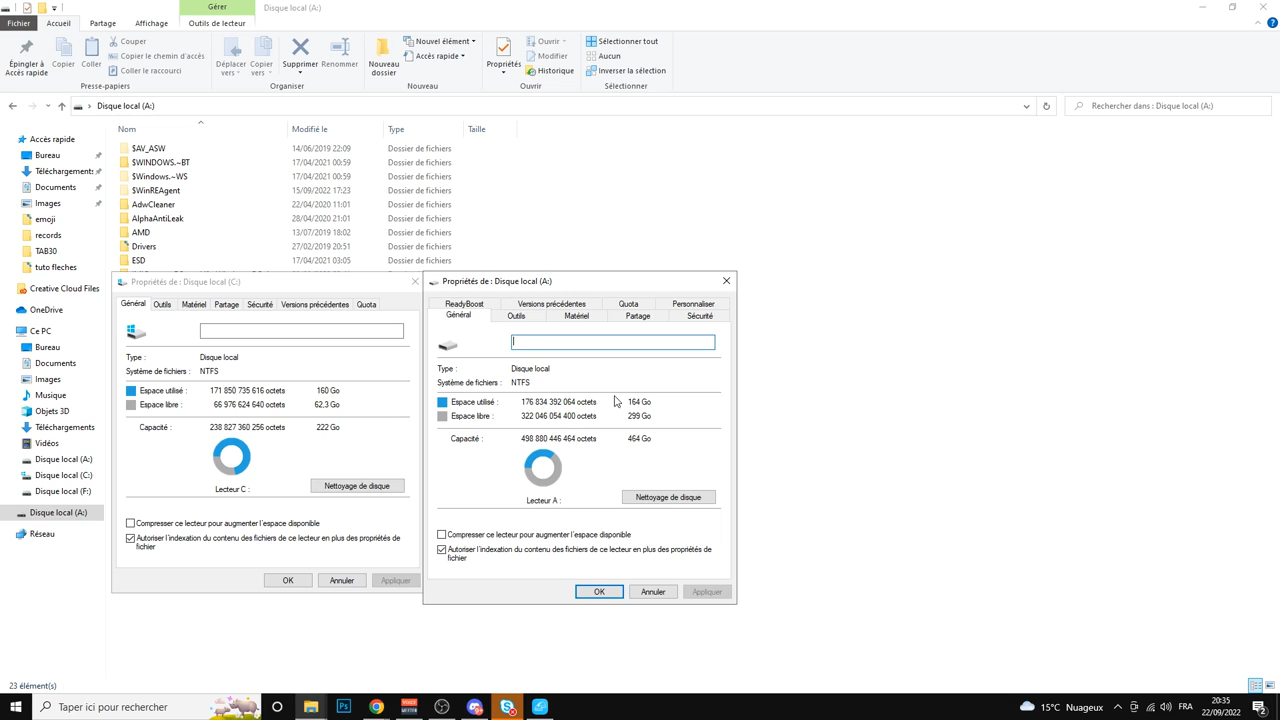 Gérer
Disque local (A:)
Fichier
Accueil
Partage
Affichage
Outils de lecteur
Épingler à
Accès rapide
Copier
Coller
Couper
Copier le chemin d'accès
Coller le raccourci
Presse-papiers
Déplacer
vers
Copier
vers
Supprimer
Renommer
Organiser
Nouveau
dossier
Nouvel élément
Accès rapide
Nouveau
Propriétés
Ouvrir
Modifier
Historique
Ouvrir
Sélectionner tout
Aucun
Inverser la sélection
Sélectionner
Disque local (A:)
Rechercher dans : Disque local (A:)
Nom
Modifié le
Type
Taille
$AV_ASW 14/06/2019 22:09 Dossier de fichiers
$WINDOWS.~BT 17/04/2021 00:59 Dossier de fichiers
$Windows.~WS 17/04/2021 00:59 Dossier de fichiers
$WinREAgent 15/09/2022 17:23 Dossier de fichiers
AdwCleaner 22/04/2020 11:01 Dossier de fichiers
AlphaAntiLeak 28/04/2020 21:01 Dossier de fichiers
AMD 13/07/2019 18:02 Dossier de fichiers
Drivers 27/02/2019 20:51 Dossier de fichiers
ESD 17/04/2021 03:05 Dossier de fichiers
Accès rapide
Bureau
Téléchargements
Documents
Images
emoji
records
TAB30
tuto fleches
Creative Cloud Files
OneDrive
Ce PC
Bureau
Documents
Images
Musique
Objets 3D
Téléchargements
Vidéos
Disque local (A:)
Disque local (C:)
Disque local (F:)
Disque local (A:)
Réseau
Propriétés de : Disque local (C:)
Général Outils Matériel Partage Sécurité Versions précédentes Quota
Type : Disque local
Système de fichiers : NTFS
Espace utilisé : 171 850 735 616 octets 160 Go
Espace libre : 66 976 624 640 octets 62,3 Go
Capacité : 238 827 360 256 octets 222 Go
Lecteur C :
Nettoyage de disque
Compresser ce lecteur pour augmenter l'espace disponible
Autoriser l'indexation du contenu des fichiers de ce lecteur en plus des propriétés de
fichier
OK Annuler Appliquer
Propriétés de : Disque local (A:)
ReadyBoost Versions précédentes Quota Personnaliser
Général Outils Matériel Partage Sécurité
Type : Disque local
Système de fichiers : NTFS
Espace utilisé : 176 834 392 064 octets 164 Go
Espace libre : 322 046 054 400 octets 299 Go
Capacité : 498 880 446 464 octets 464 Go
Lecteur A :
Nettoyage de disque
Compresser ce lecteur pour augmenter l'espace disponible
Autoriser l'indexation du contenu des fichiers de ce lecteur en plus des propriétés de
fichier
OK Annuler Appliquer
23 élément(s)
Taper ici pour rechercher
Ps
15°C Nuageux
FRA
20:35
22/09/2022